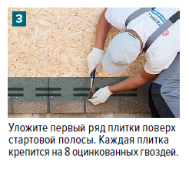 3
Уложите первый ряд плитки поверх
стартовой полосы. Каждая плитка
крепится на 8 оцинкованных гвоздей.